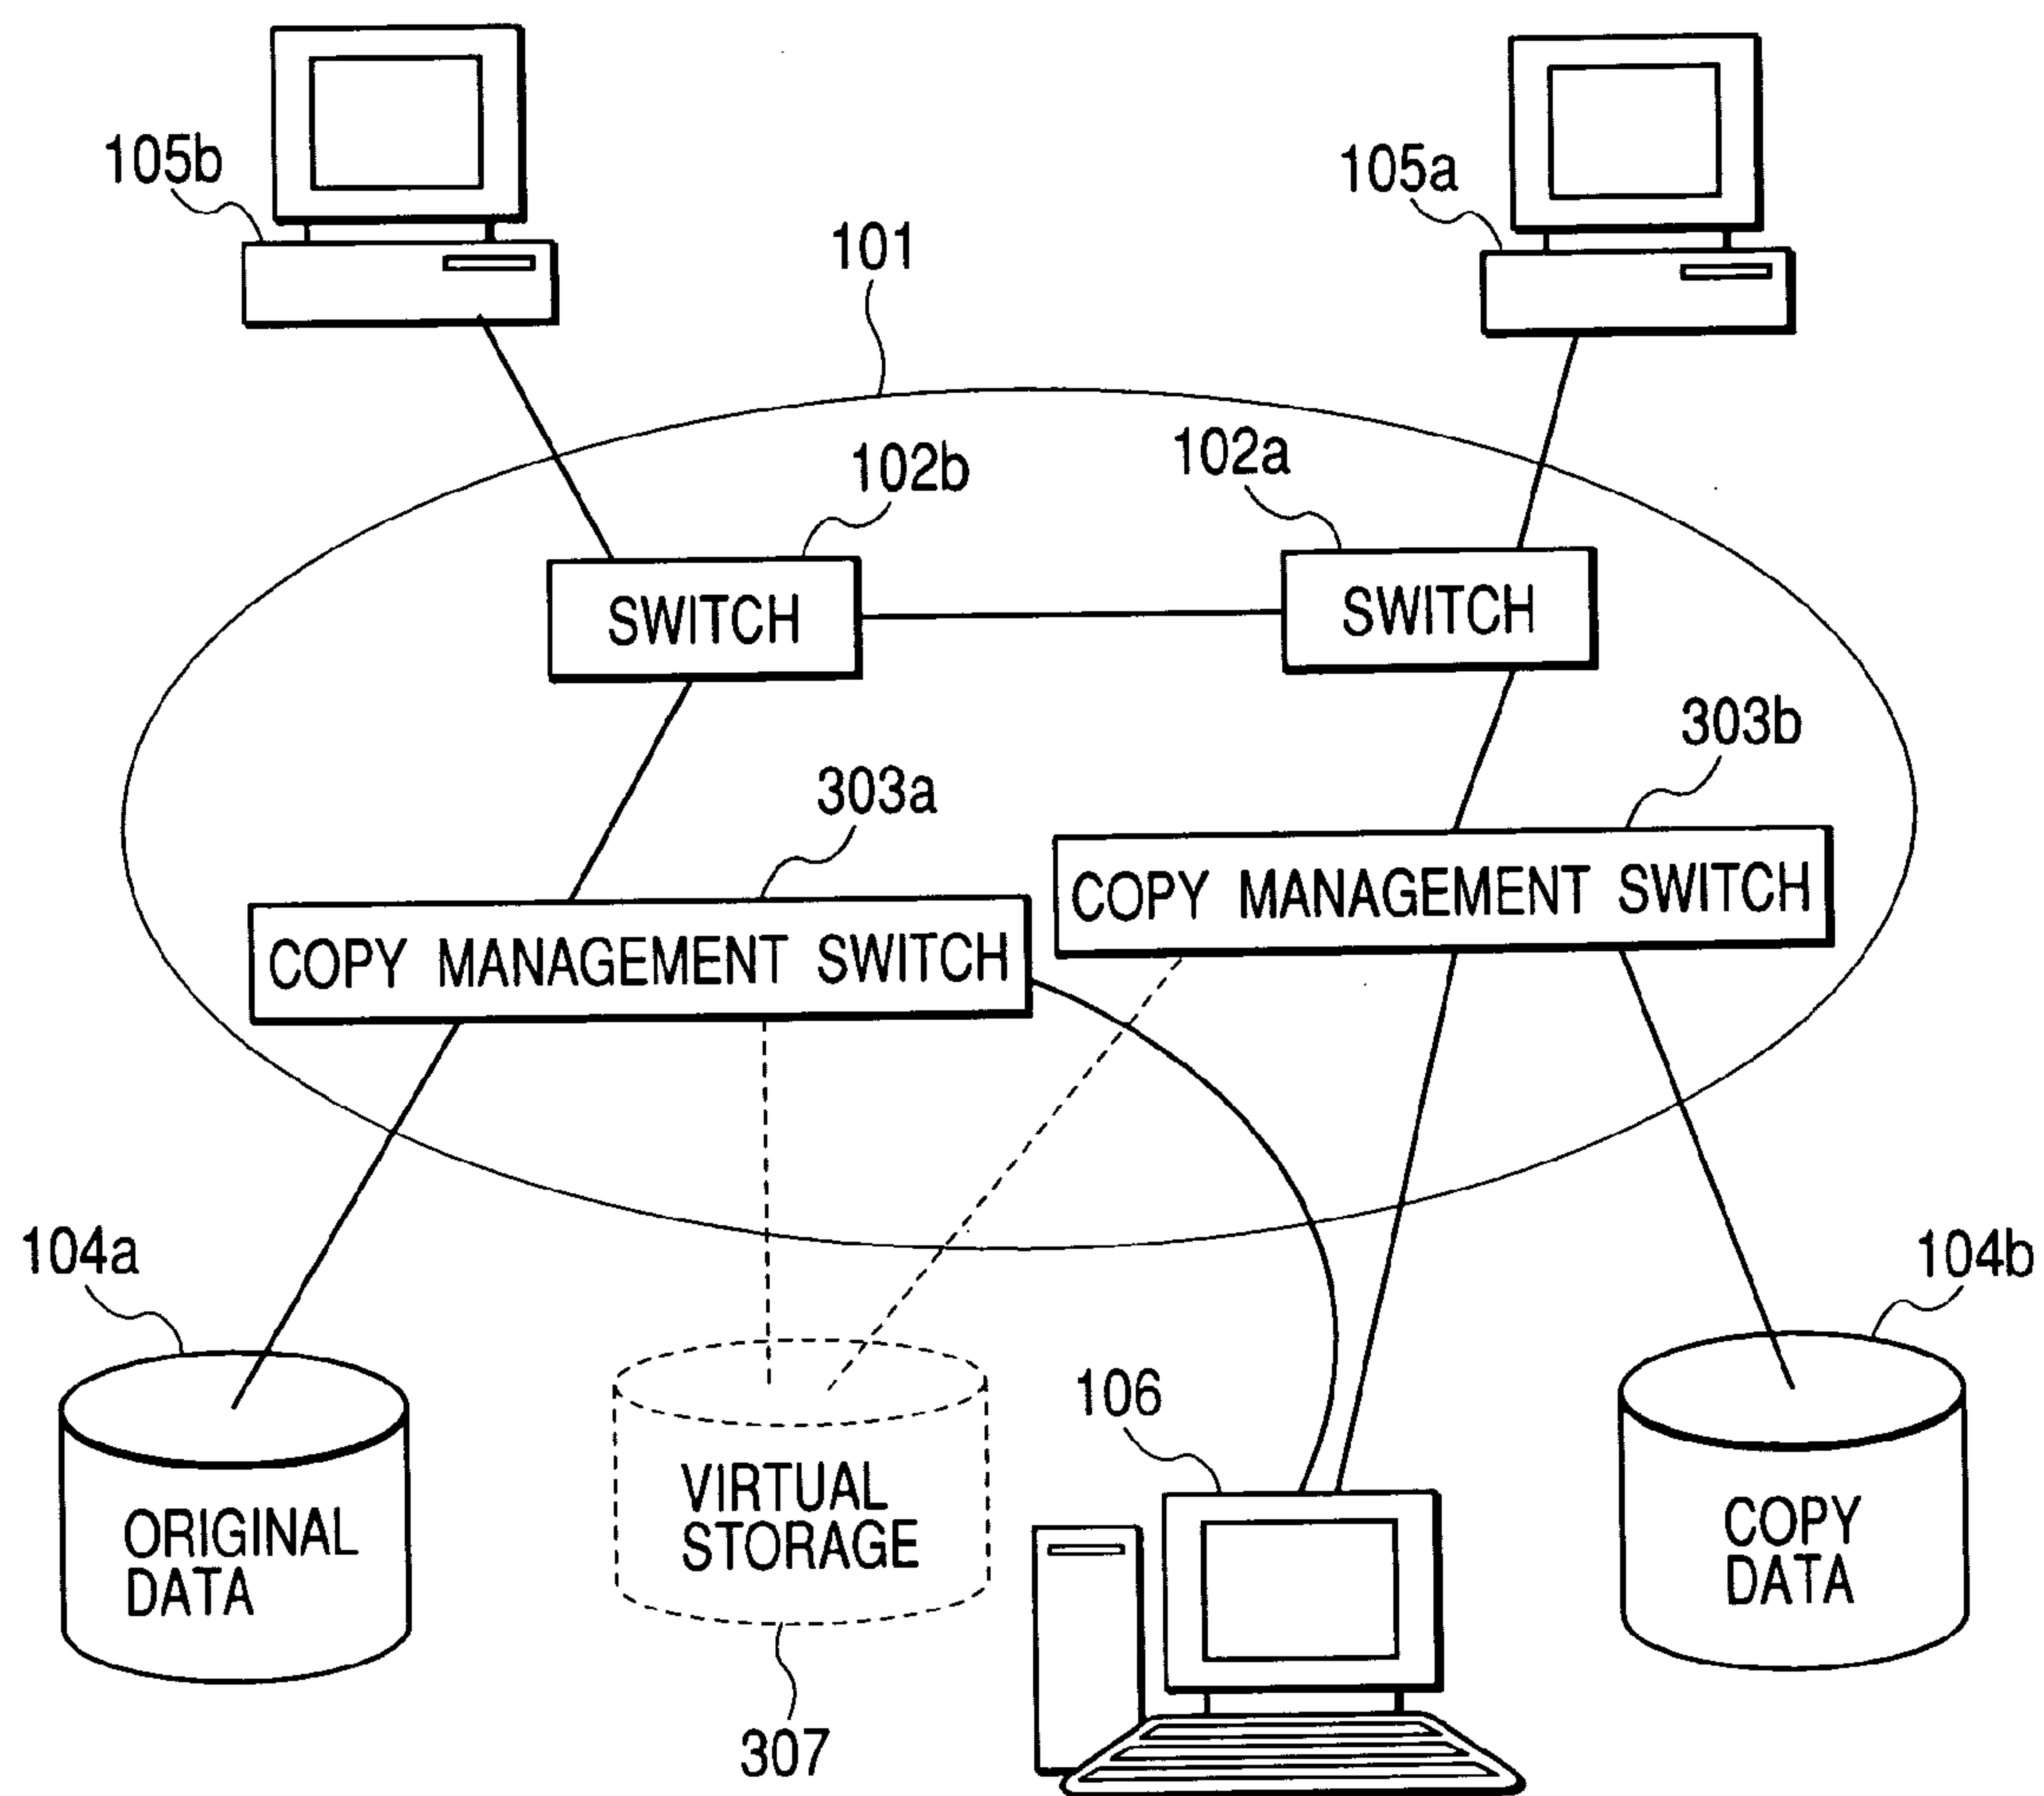 105b
105a
101
102b
102a
SWITCH
SWITCH
303b
303a
COPY MANAGEMENT SWITCH
COPY MANAGEMENT SWITCH
104a
104b
106
VIRTUAL
STORAGE
ORIGINAL
DATA
COPY
DATA
307